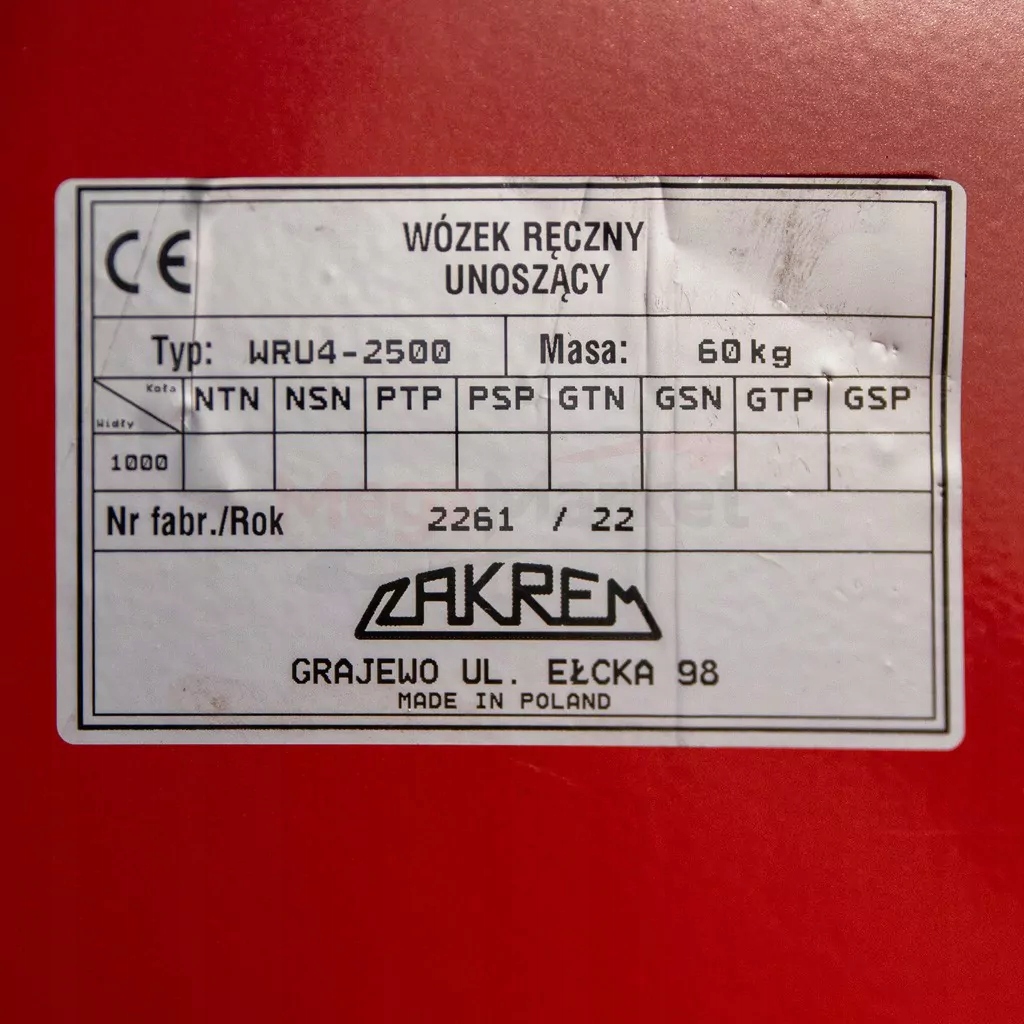 CE WÓZEK RĘCZNY
UNOSZĄCY
Typ: WRU4-2500 Masa: 60kg
Koła NTN NSN PTP PSP GTN GSN GTP GSP
Widły
1000
Nr fabr./Rok 2261 / 22
MegaMarket
ZAKREM
GRAJEWO UL. EŁCKA 98
MADE IN POLAND